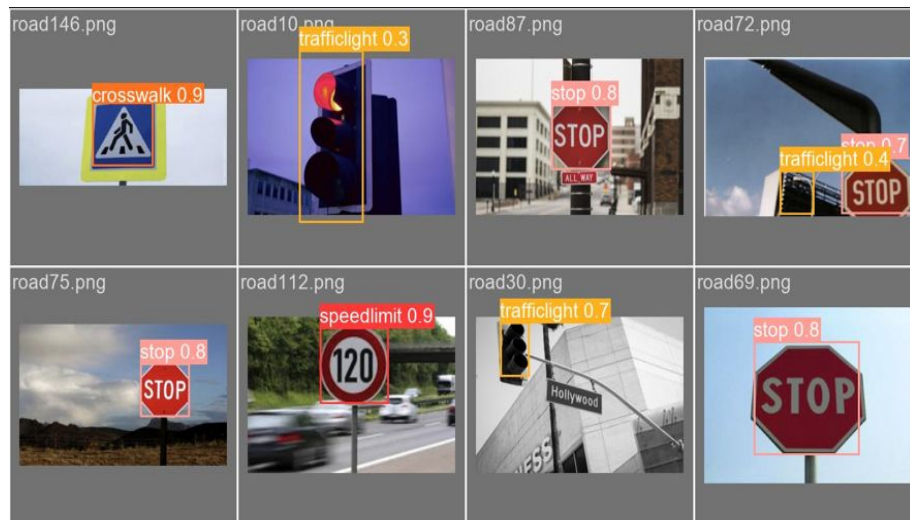 road146.png
crosswalk 0.9
road10.png
trafficlight 0.3
road87.png
stop 0.8
STOP
ALL WAY
road72.png
stop 0.7
trafficlight 0.4
STOP
road75.png
stop 0.8
STOP
road112.png
speedlimit 0.9
120
road30.png
trafficlight 0.7
Hollywood
NESS
road69.png
stop 0.8
STOP